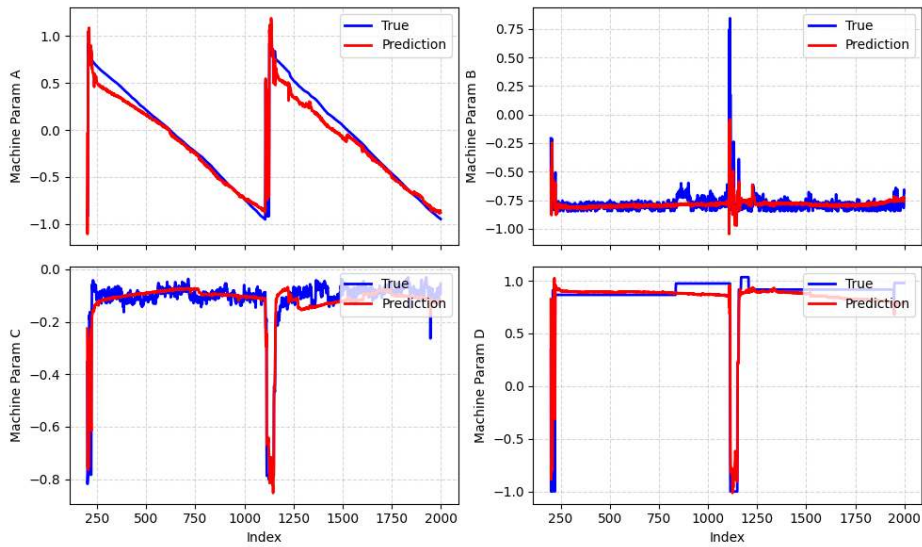 Machine Param A
1.0
0.5
0.0
−0.5
−1.0
True
Prediction
Machine Param B
0.75
0.50
0.25
0.00
−0.25
−0.50
−0.75
−1.00
True
Prediction
Machine Param C
0.0
−0.2
−0.4
−0.6
−0.8
True
Prediction
250 500 750 1000 1250 1500 1750 2000
Index
Machine Param D
1.0
0.5
0.0
−0.5
−1.0
True
Prediction
250 500 750 1000 1250 1500 1750 2000
Index